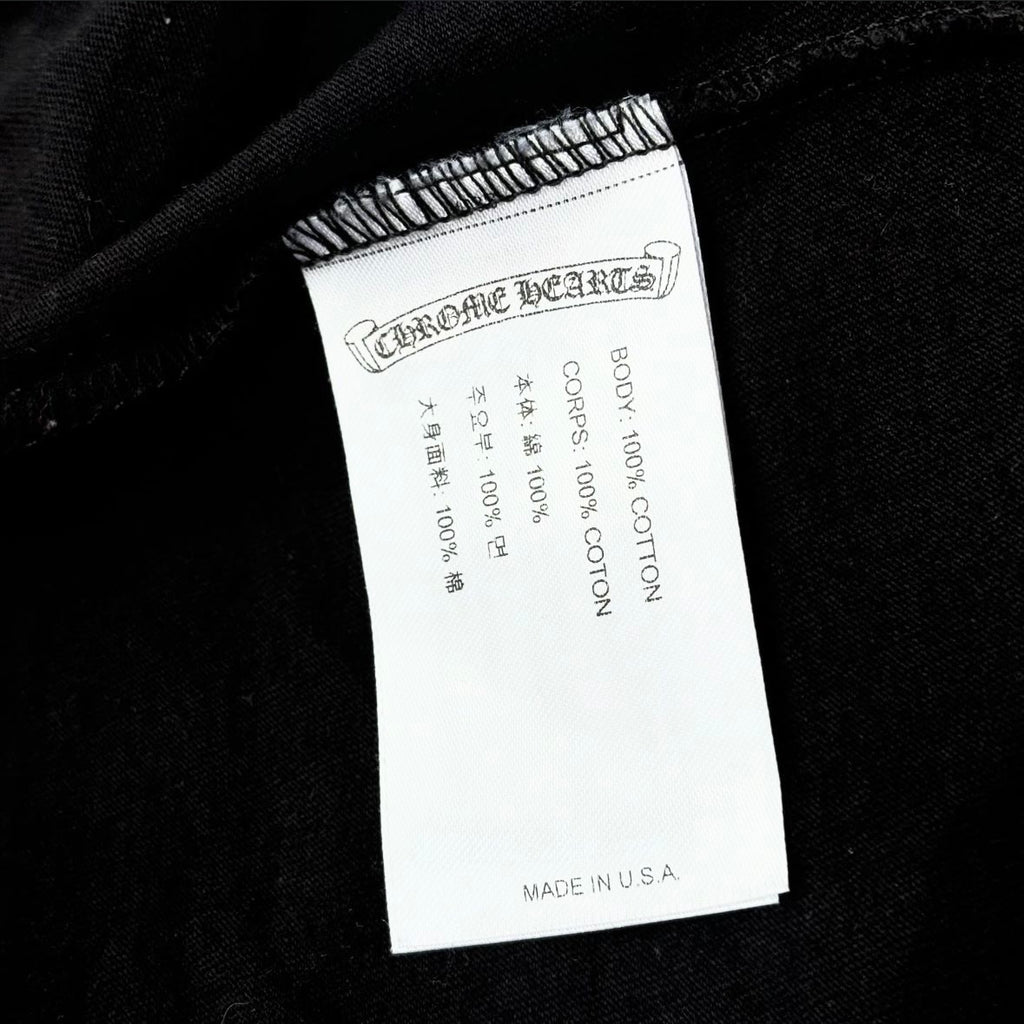 CHROME HEARTS
BODY: 100% COTTON
CORPS: 100% COTON
本体: 綿 100%
주요부: 100% 면
大身面料: 100% 棉
MADE IN U.S.A.